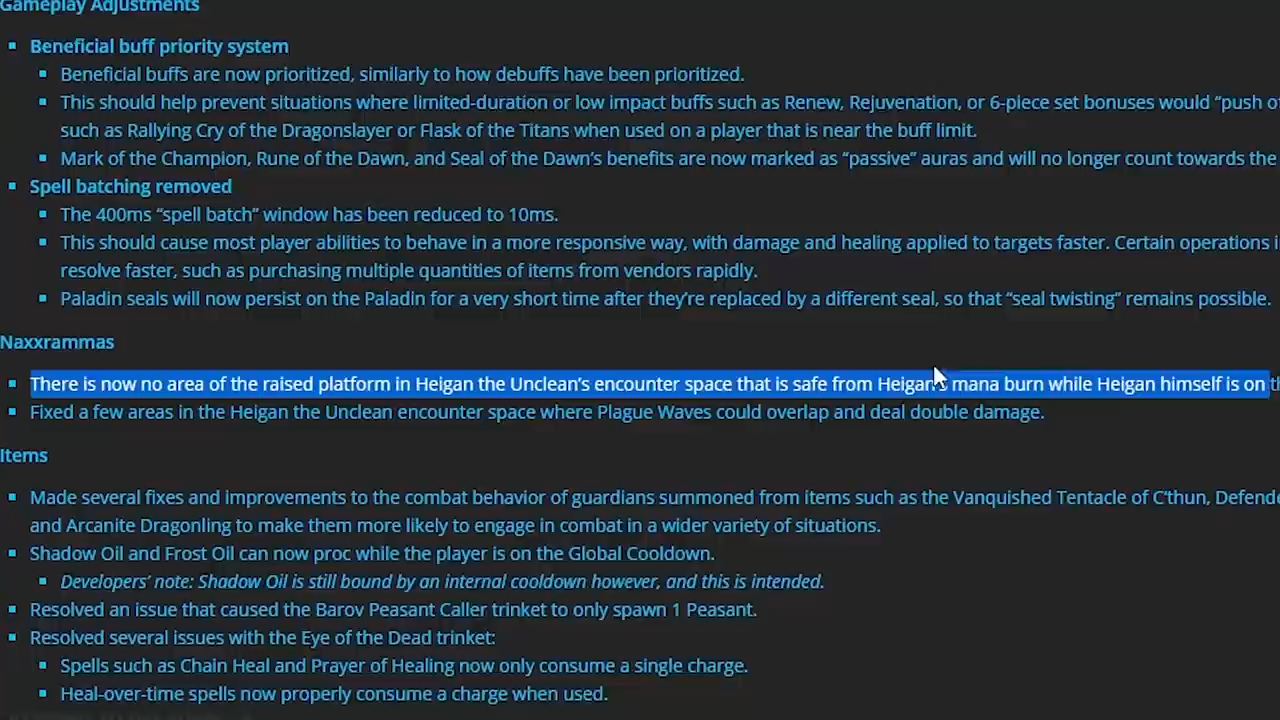 Gameplay Adjustments
Beneficial buff priority system
Beneficial buffs are now prioritized, similarly to how debuffs have been prioritized.
This should help prevent situations where limited-duration or low impact buffs such as Renew, Rejuvenation, or 6-piece set bonuses would “push
such as Rallying Cry of the Dragonslayer or Flask of the Titans when used on a player that is near the buff limit.
Mark of the Champion, Rune of the Dawn, and Seal of the Dawn’s benefits are now marked as “passive” auras and will no longer count towards the
Spell batching removed
The 400ms “spell batch” window has been reduced to 10ms.
This should cause most player abilities to behave in a more responsive way, with damage and healing applied to targets faster. Certain operations
resolve faster, such as purchasing multiple quantities of items from vendors rapidly.
Paladin seals will now persist on the Paladin for a very short time after they’re replaced by a different seal, so that “seal twisting” remains possible.
Naxxrammas
There is now no area of the raised platform in Heigan the Unclean’s encounter space that is safe from Heigan’s mana burn while Heigan himself is on
Fixed a few areas in the Heigan the Unclean encounter space where Plague Waves could overlap and deal double damage.
Items
Made several fixes and improvements to the combat behavior of guardians summoned from items such as the Vanquished Tentacle of C’thun,
and Arcanite Dragonling to make them more likely to engage in combat in a wider variety of situations.
Shadow Oil and Frost Oil can now proc while the player is on the Global Cooldown.
Developers’ note: Shadow Oil is still bound by an internal cooldown however, and this is intended.
Resolved an issue that caused the Barov Peasant Caller trinket to only spawn 1 Peasant.
Resolved several issues with the Eye of the Dead trinket:
Spells such as Chain Heal and Prayer of Healing now only consume a single charge.
Heal-over-time spells now properly consume a charge when used.